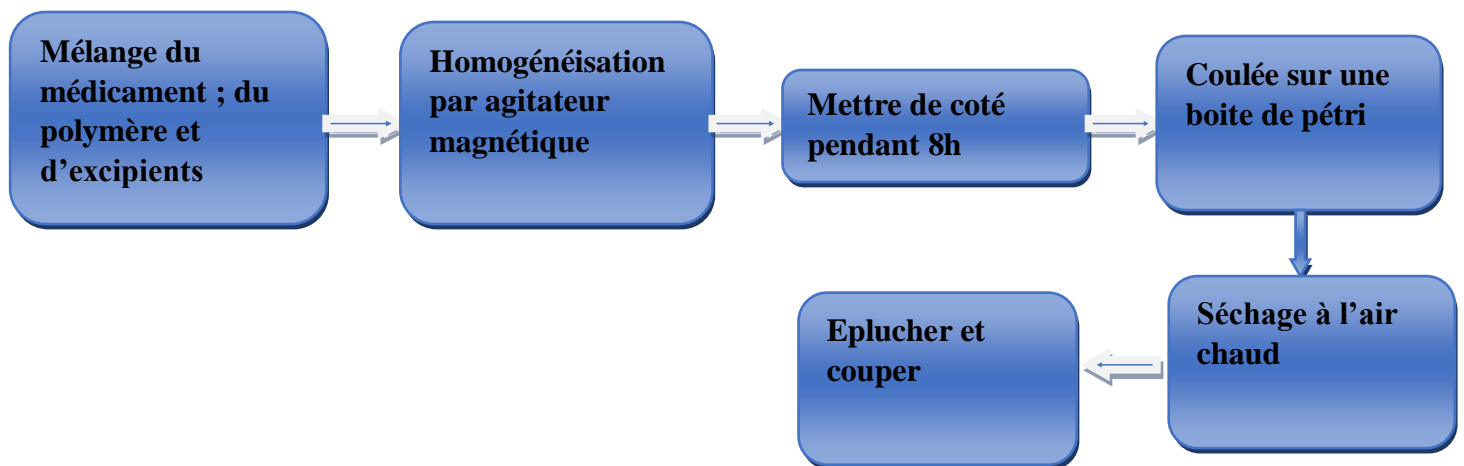 Mélange du
médicament ; du
polymère et
d’excipients
Homogénéisation
par agitateur
magnétique
Mettre de coté
pendant 8h
Coulée sur une
boite de pétri
Séchage à l’air
chaud
Eplucher et
couper